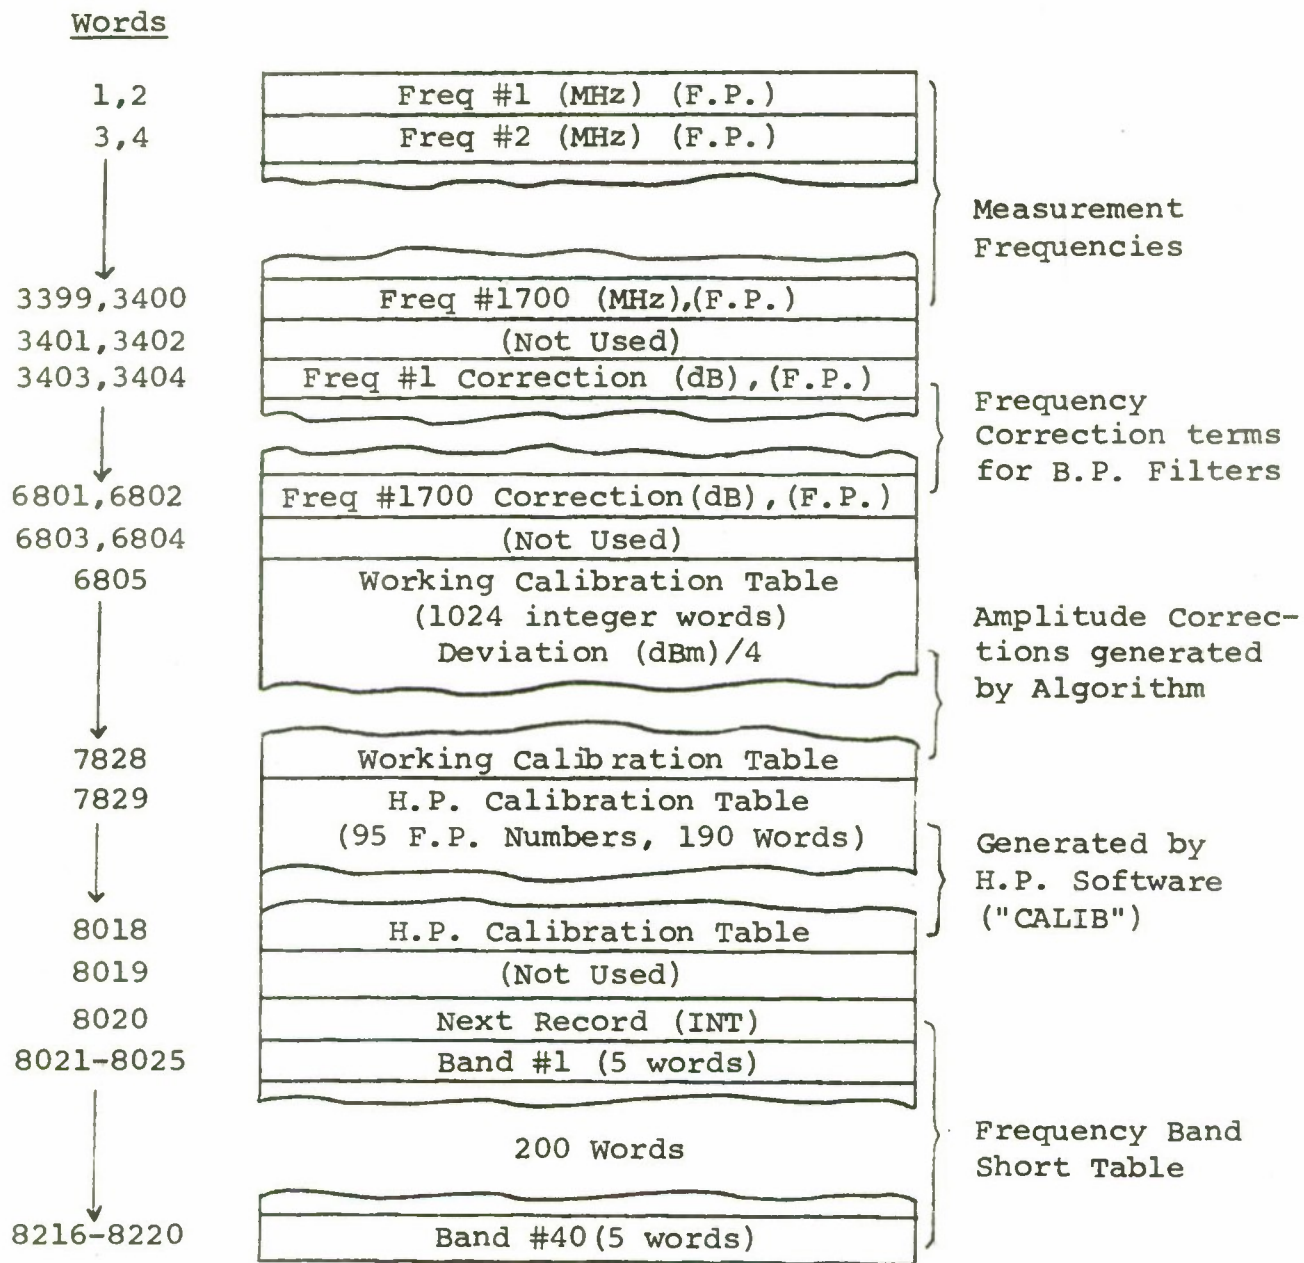 Words
1,2 Freq #1 (MHz) (F.P.)
3,4 Freq #2 (MHz) (F.P.)
Measurement
Frequencies
3399,3400 Freq #1700 (MHz),(F.P.)
3401,3402 (Not Used)
3403,3404 Freq #1 Correction (dB),(F.P.)
Frequency
Correction terms
for B.P. Filters
6801,6802 Freq #1700 Correction(dB),(F.P.)
6803,6804 (Not Used)
6805 Working Calibration Table
(1024 integer words)
Deviation (dBm)/4
Amplitude Correc-
tions generated
by Algorithm
7828 Working Calibration Table
7829 H.P. Calibration Table
(95 F.P. Numbers, 190 Words)
Generated by
H.P. Software
("CALIB")
8018 H.P. Calibration Table
8019 (Not Used)
8020 Next Record (INT)
8021-8025 Band #1 (5 words)
200 Words
Frequency Band
Short Table
8216-8220 Band #40(5 words)